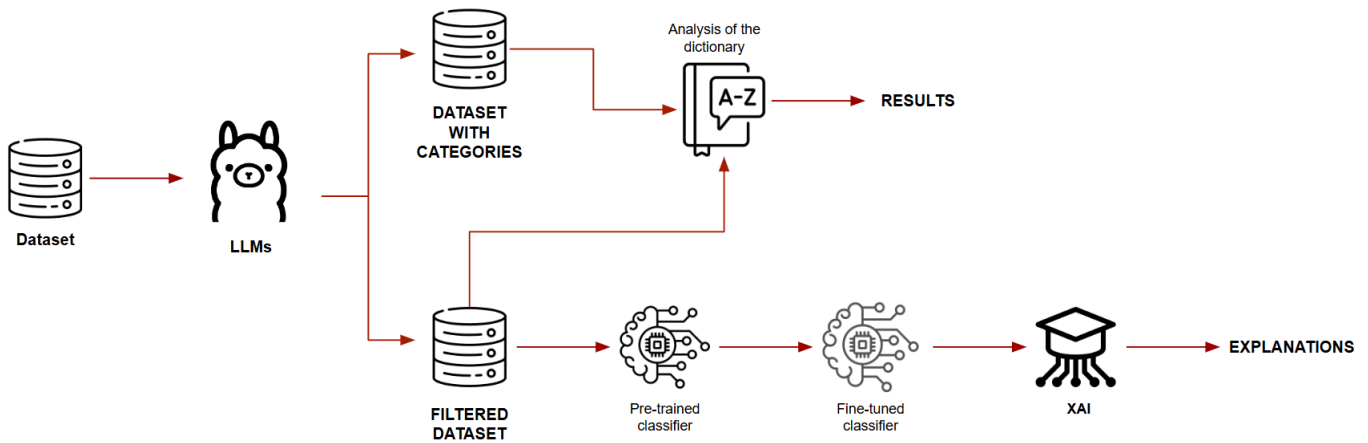 Analysis of the
dictionary
A-Z
RESULTS
DATASET
WITH
CATEGORIES
Dataset
LLMs
FILTERED
DATASET
Pre-trained
classifier
Fine-tuned
classifier
XAI
EXPLANATIONS